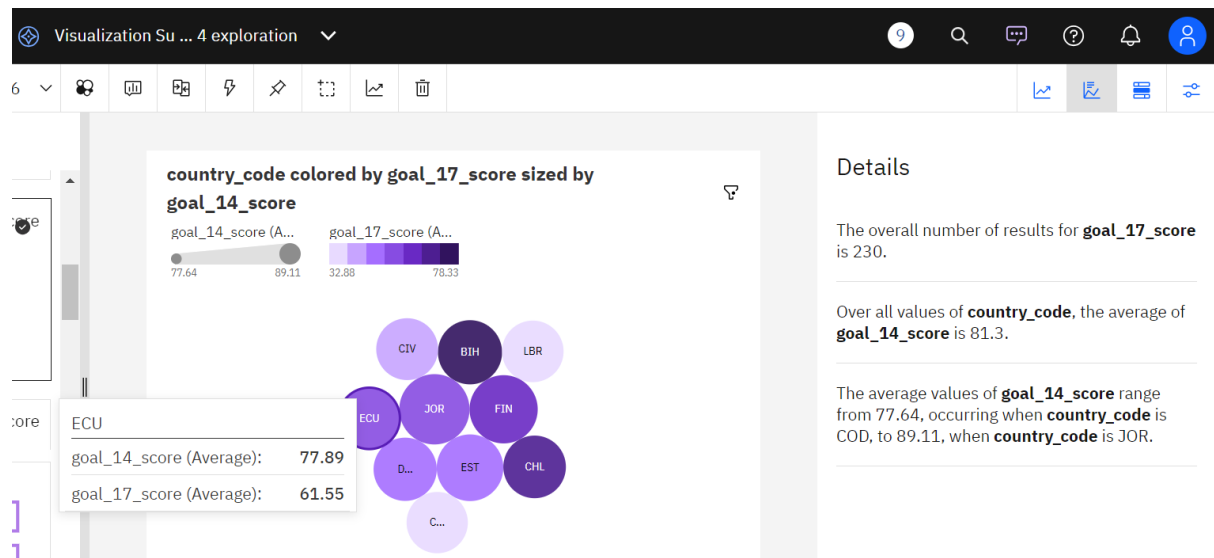 Visualization Su ... 4 exploration
9
6
country_code colored by goal_17_score sized by
goal_14_score
goal_14_score (A...
goal_17_score (A...
77.64
89.11
32.88
78.33
CIV
BIH
LBR
ECU
JOR
FIN
D...
EST
CHL
C...
ore
core
ECU
goal_14_score (Average): 77.89
goal_17_score (Average): 61.55
Details
The overall number of results for goal_17_score
is 230.
Over all values of country_code, the average of
goal_14_score is 81.3.
The average values of goal_14_score range
from 77.64, occurring when country_code is
COD, to 89.11, when country_code is JOR.